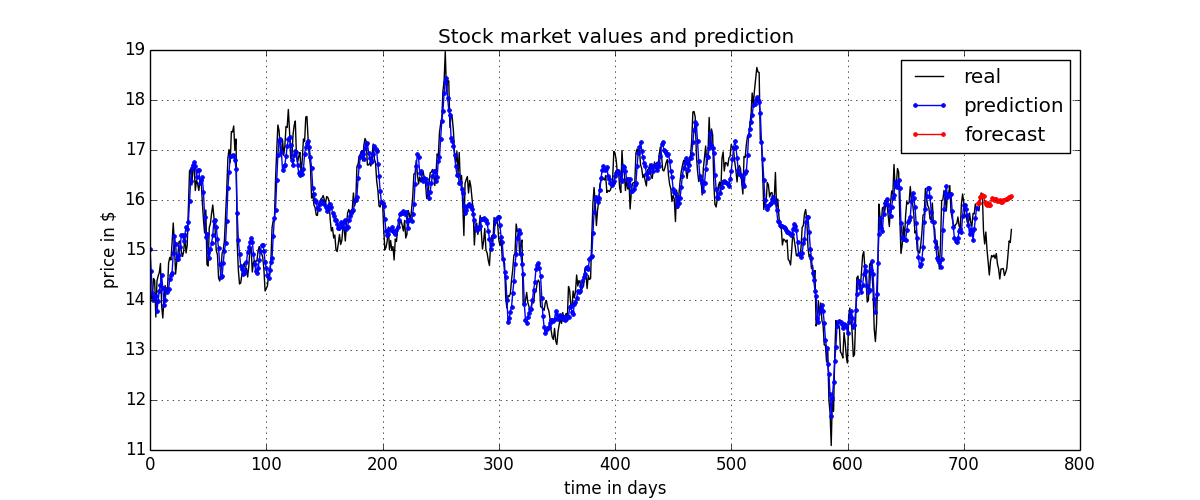 Stock market values and prediction
19
18
17
16
15
14
13
12
11
price in $
real
prediction
forecast
0 100 200 300 400 500 600 700 800
time in days